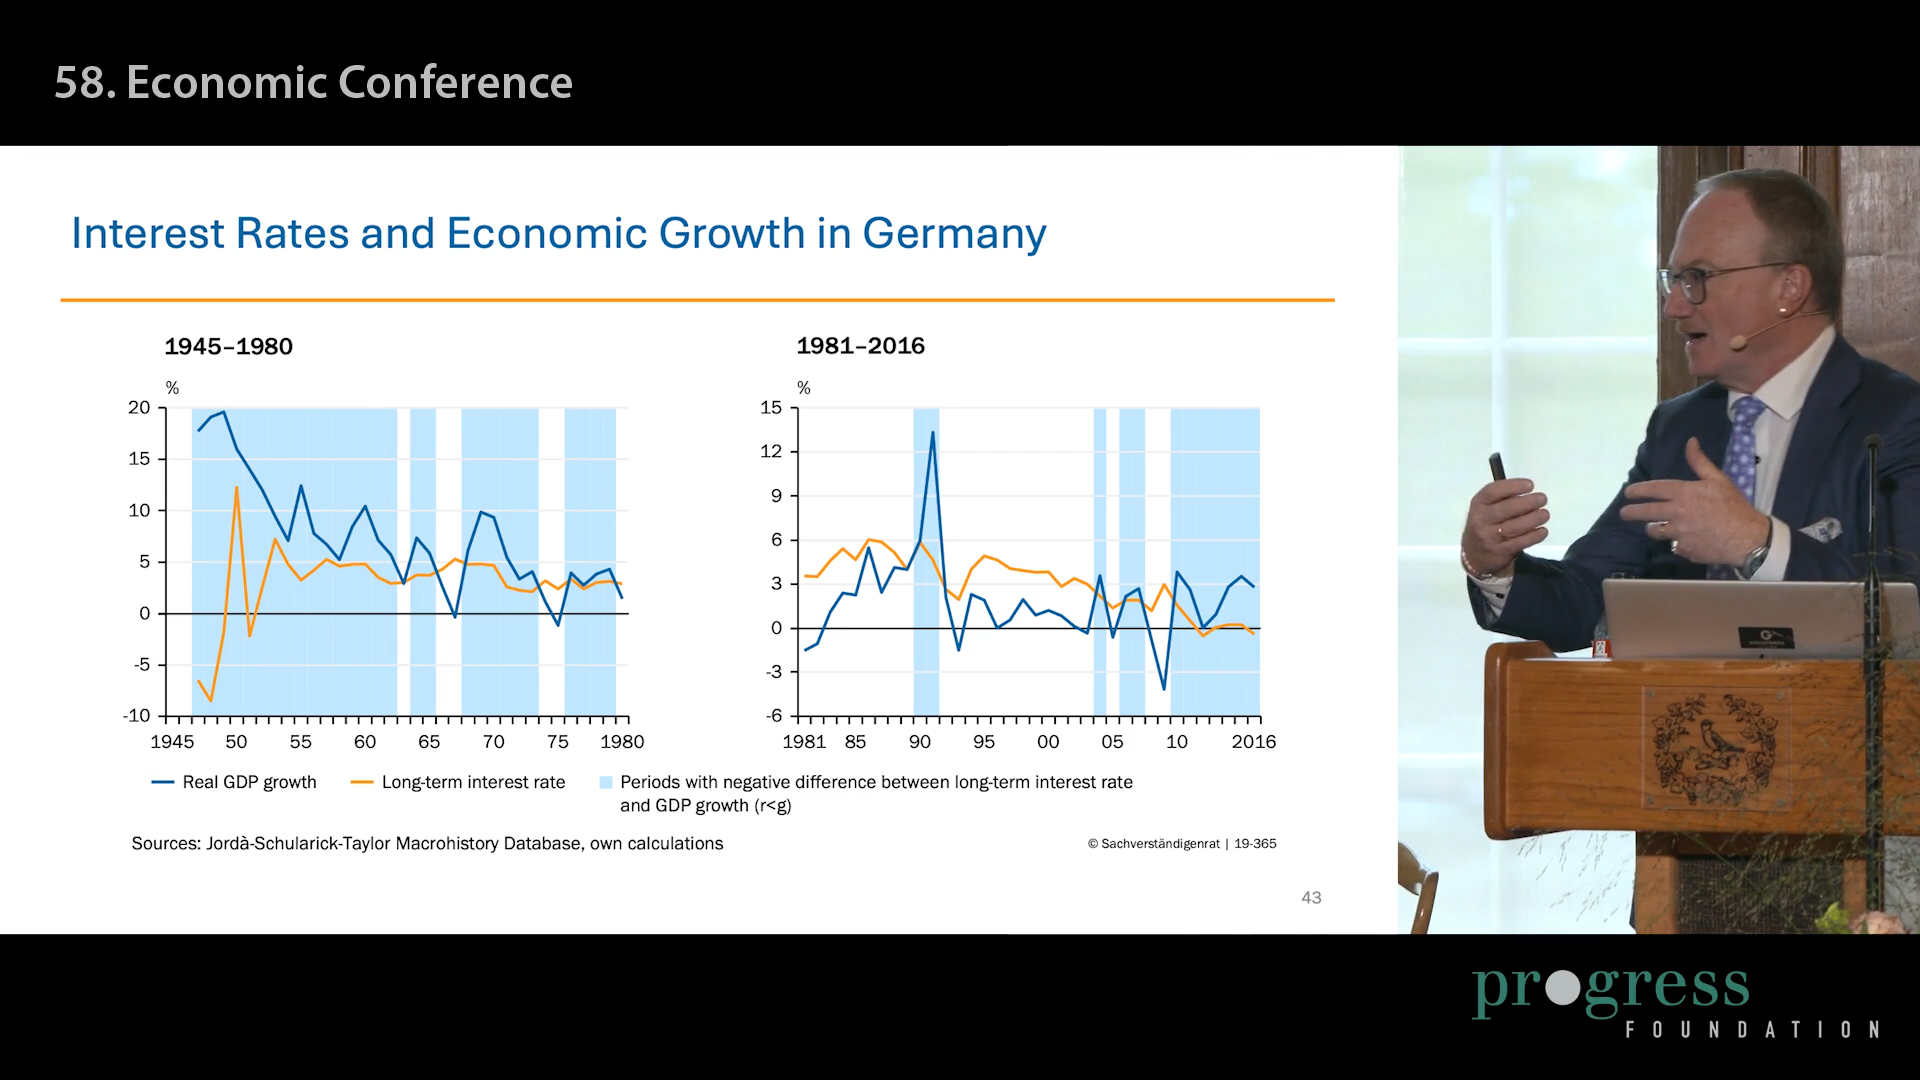 58. Economic Conference
Interest Rates and Economic Growth in Germany
1945–1980
%
20
15
10
5
0
-5
-10
1945 50 55 60 65 70 75 1980
1981–2016
%
15
12
9
6
3
0
-3
-6
1981 85 90 95 00 05 10 2016
Real GDP growth
Long-term interest rate
Periods with negative difference between long-term interest rate
and GDP growth (r<g)
Sources: Jordà-Schularick-Taylor Macrohistory Database, own calculations
© Sachverständigenrat | 19-365
43
progress
FOUNDATION